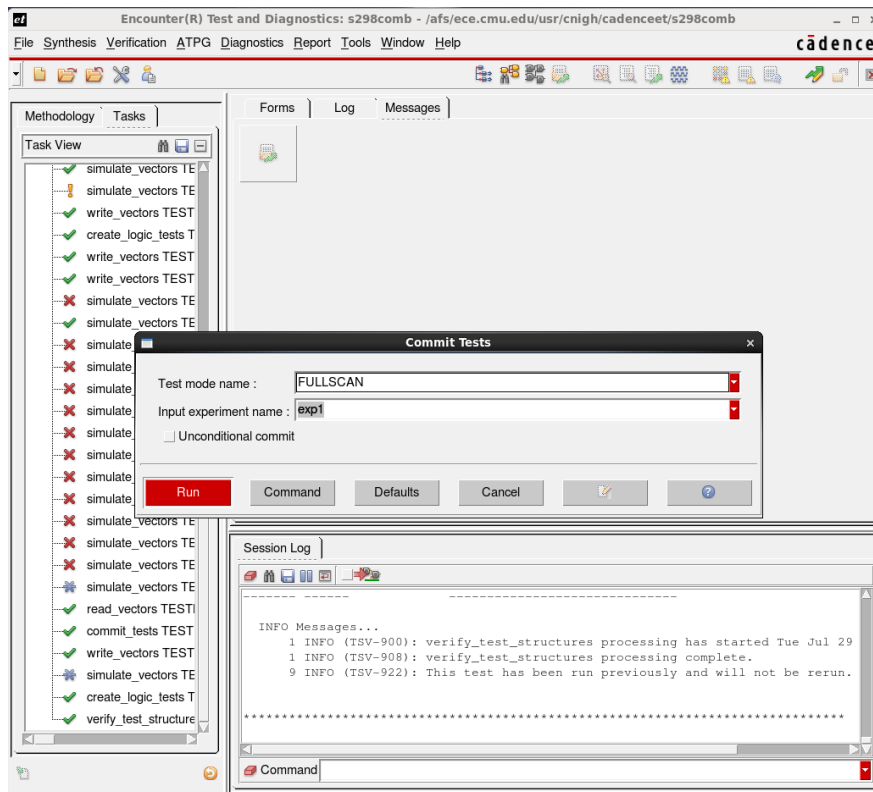 et Encounter(R) Test and Diagnostics: s298comb - /afs/ece.cmu.edu/usr/cnigh/cadenceet/s298comb
File Synthesis Verification ATPG Diagnostics Report Tools Window Help
cādence
Methodology Tasks
Forms Log Messages
Task View
simulate_vectors TE
simulate_vectors TE
write_vectors TEST
create_logic_tests T
write_vectors TEST
write_vectors TEST
simulate_vectors TE
simulate_vectors TE
simulate
simulate
simulate
simulate
simulate
simulate
simulate
simulate
simulate_vectors TE
simulate_vectors TE
simulate_vectors TE
simulate_vectors TE
read_vectors TESTI
commit_tests TEST
write_vectors TEST
simulate_vectors TE
create_logic_tests T
verify_test_structure
Commit Tests
Test mode name : FULLSCAN
Input experiment name : exp1
Unconditional commit
Run Command Defaults Cancel
Session Log
------- ------ ------------------------------
INFO Messages...
1 INFO (TSV-900): verify_test_structures processing has started Tue Jul 29
1 INFO (TSV-908): verify_test_structures processing complete.
9 INFO (TSV-922): This test has been run previously and will not be rerun.
*******************************************************************************
Command